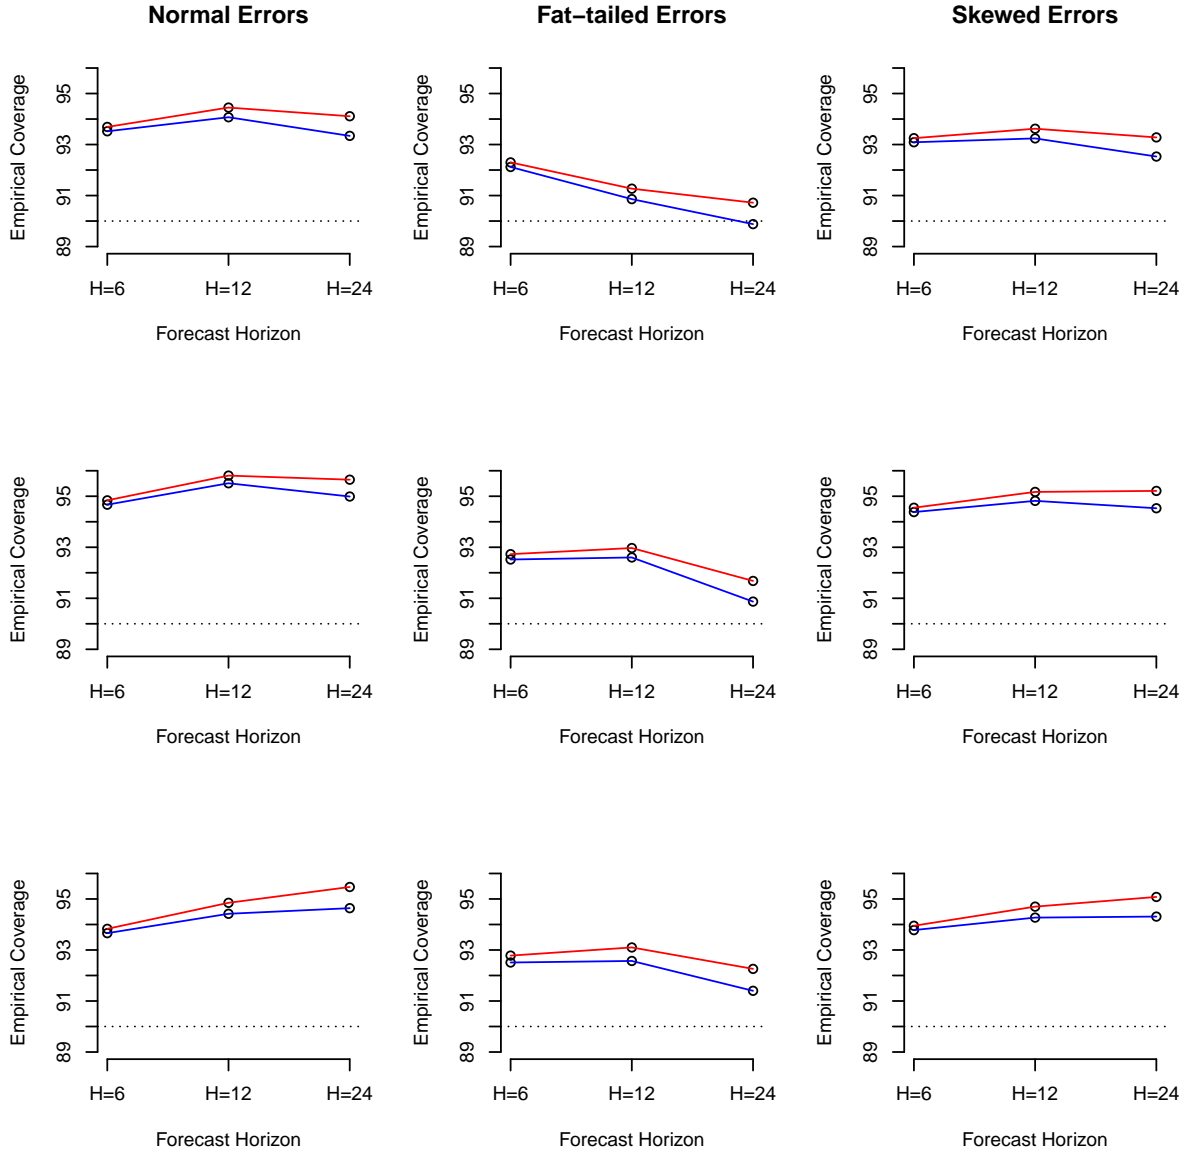 Normal Errors
Fat−tailed Errors
Skewed Errors
Empirical Coverage
95
93
91
89
H=6
H=12
H=24
Forecast Horizon
Empirical Coverage
95
93
91
89
H=6
H=12
H=24
Forecast Horizon
Empirical Coverage
95
93
91
89
H=6
H=12
H=24
Forecast Horizon
Empirical Coverage
95
93
91
89
H=6
H=12
H=24
Forecast Horizon
Empirical Coverage
95
93
91
89
H=6
H=12
H=24
Forecast Horizon
Empirical Coverage
95
93
91
89
H=6
H=12
H=24
Forecast Horizon
Empirical Coverage
95
93
91
89
H=6
H=12
H=24
Forecast Horizon
Empirical Coverage
95
93
91
89
H=6
H=12
H=24
Forecast Horizon
Empirical Coverage
95
93
91
89
H=6
H=12
H=24
Forecast Horizon